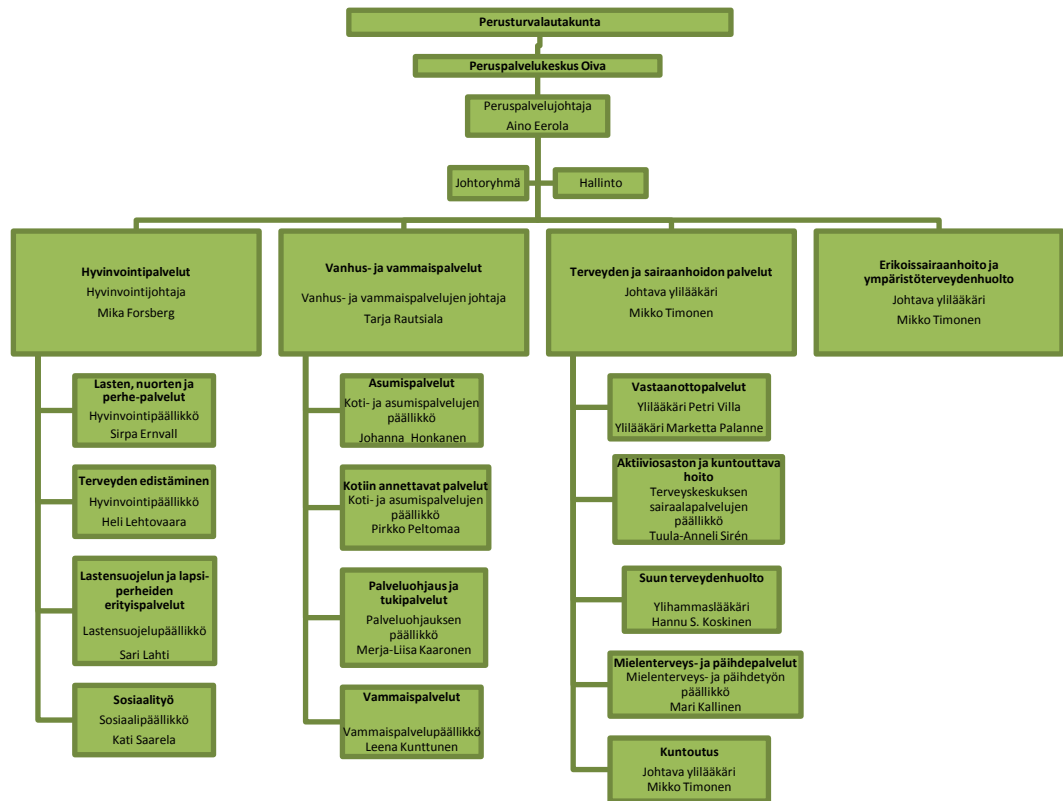 Perusturvalautakunta
Peruspalvelukeskus Oiva
Peruspalvelujohtaja
Aino Eerola
Johtoryhmä
Hallinto
Hyvinvointipalvelut
Hyvinvointijohtaja
Mika Forsberg
Vanhus- ja vammaispalvelut
Vanhus- ja vammaispalvelujen johtaja
Tarja Rautsiala
Terveyden ja sairaanhoidon palvelut
Johtava ylilääkäri
Mikko Timonen
Erikoissairaanhoito ja
ympäristöterveydenhuolto
Johtava ylilääkäri
Mikko Timonen
Lasten, nuorten ja
perhe-palvelut
Hyvinvointipäällikkö
Sirpa Ernvall
Terveyden edistäminen
Hyvinvointipäällikkö
Heli Lehtovaara
Lastensuojelun ja lapsi-
perheiden
erityispalvelut
Lastensuojelupäällikkö
Sari Lahti
Sosiaalityö
Sosiaalipäällikkö
Kati Saarela
Asumispalvelut
Koti- ja asumispalvelujen
päällikkö
Johanna Honkanen
Kotiin annettavat palvelut
Koti- ja asumispalvelujen
päällikkö
Pirkko Peltomaa
Palveluohjaus ja
tukipalvelut
Palveluohjauksen
päällikkö
Merja-Liisa Kaaronen
Vammaispalvelut
Vammaispalvelupäällikkö
Leena Kunttunen
Vastaanottopalvelut
Ylilääkäri Petri Villa
Ylilääkäri Marketta Palanne
Aktiiviosaston ja kuntouttava
hoito
Terveyskeskuksen
sairaalapalvelujen
päällikkö
Tuula-Anneli Sirén
Suun terveydenhuolto
Ylihammaslääkäri
Hannu S. Koskinen
Mielenterveys- ja päihdepalvelut
Mielenterveys- ja päihdetyön
päällikkö
Mari Kallinen
Kuntoutus
Johtava ylilääkäri
Mikko Timonen